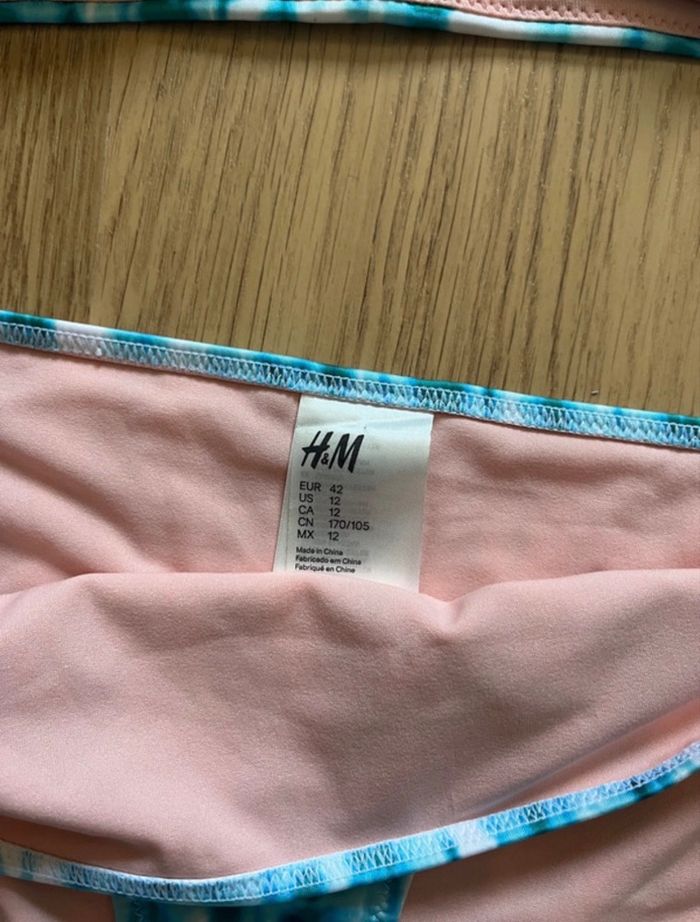 H&M
EUR 42
US 12
CA 12
CN 170/105
MX 12
Made in China
Fabricado em China
Fabriqué en Chine